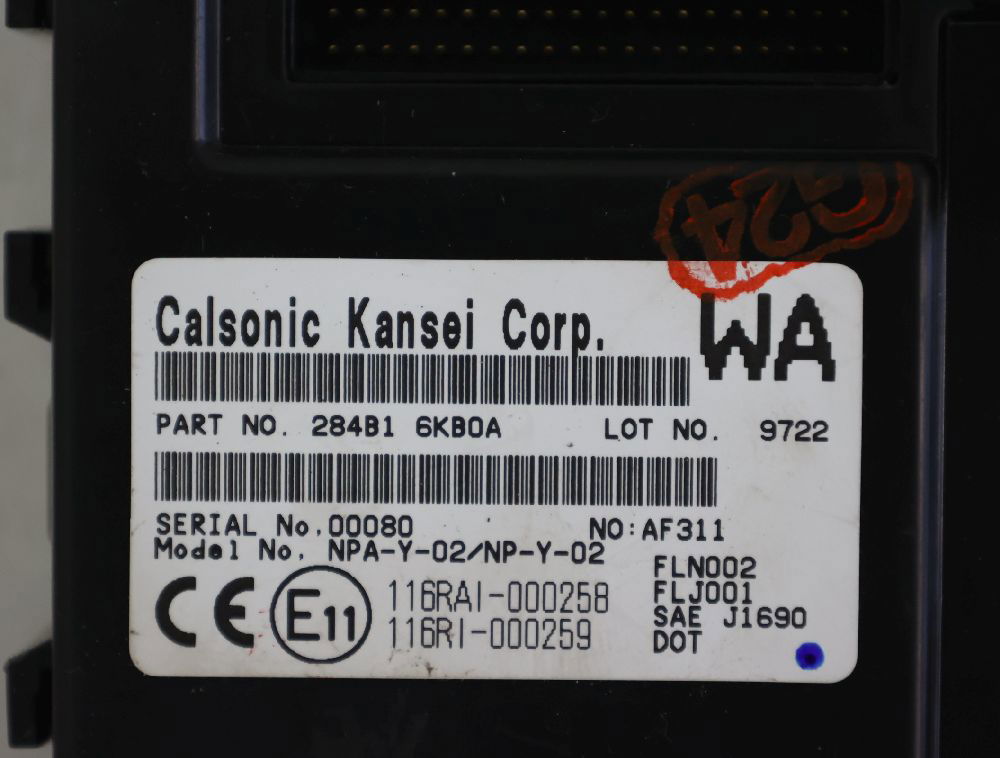 G2A
Calsonic Kansei Corp.
WA
PART NO. 284B1 6KB0A LOT NO. 9722
SERIAL No.00080 NO:AF311
Model No. NPA-Y-02/NP-Y-02
CE E11 116RAI-000258
116RI-000259
FLN002
FLJ001
SAE J1690
DOT